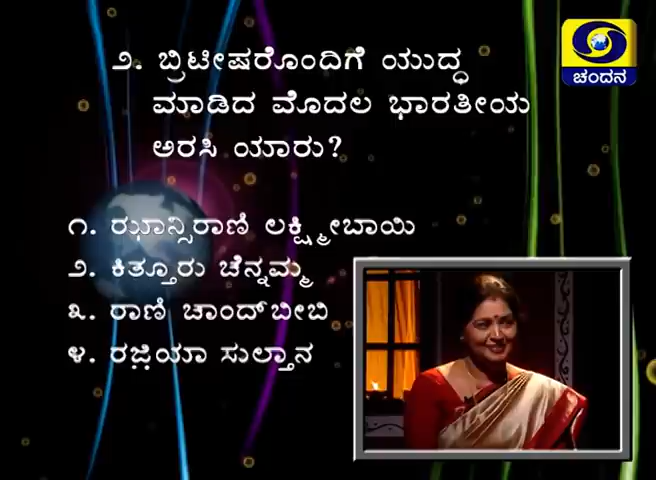 ಚಂದನ
೨. ಬ್ರಿಟೀಷರೊಂದಿಗೆ ಯುದ್ಧ
ಮಾಡಿದ ಮೊದಲ ಭಾರತೀಯ
ಅರಸಿ ಯಾರು?
೧. ಝಾನ್ಸಿರಾಣಿ ಲಕ್ಷ್ಮೀಬಾಯಿ
೨. ಕಿತ್ತೂರು ಚೆನ್ನಮ್ಮ
೩. ರಾಣಿ ಚಾಂದ್‌ಬೀಬಿ
೪. ರಜ಼ಿಯಾ ಸುಲ್ತಾನ